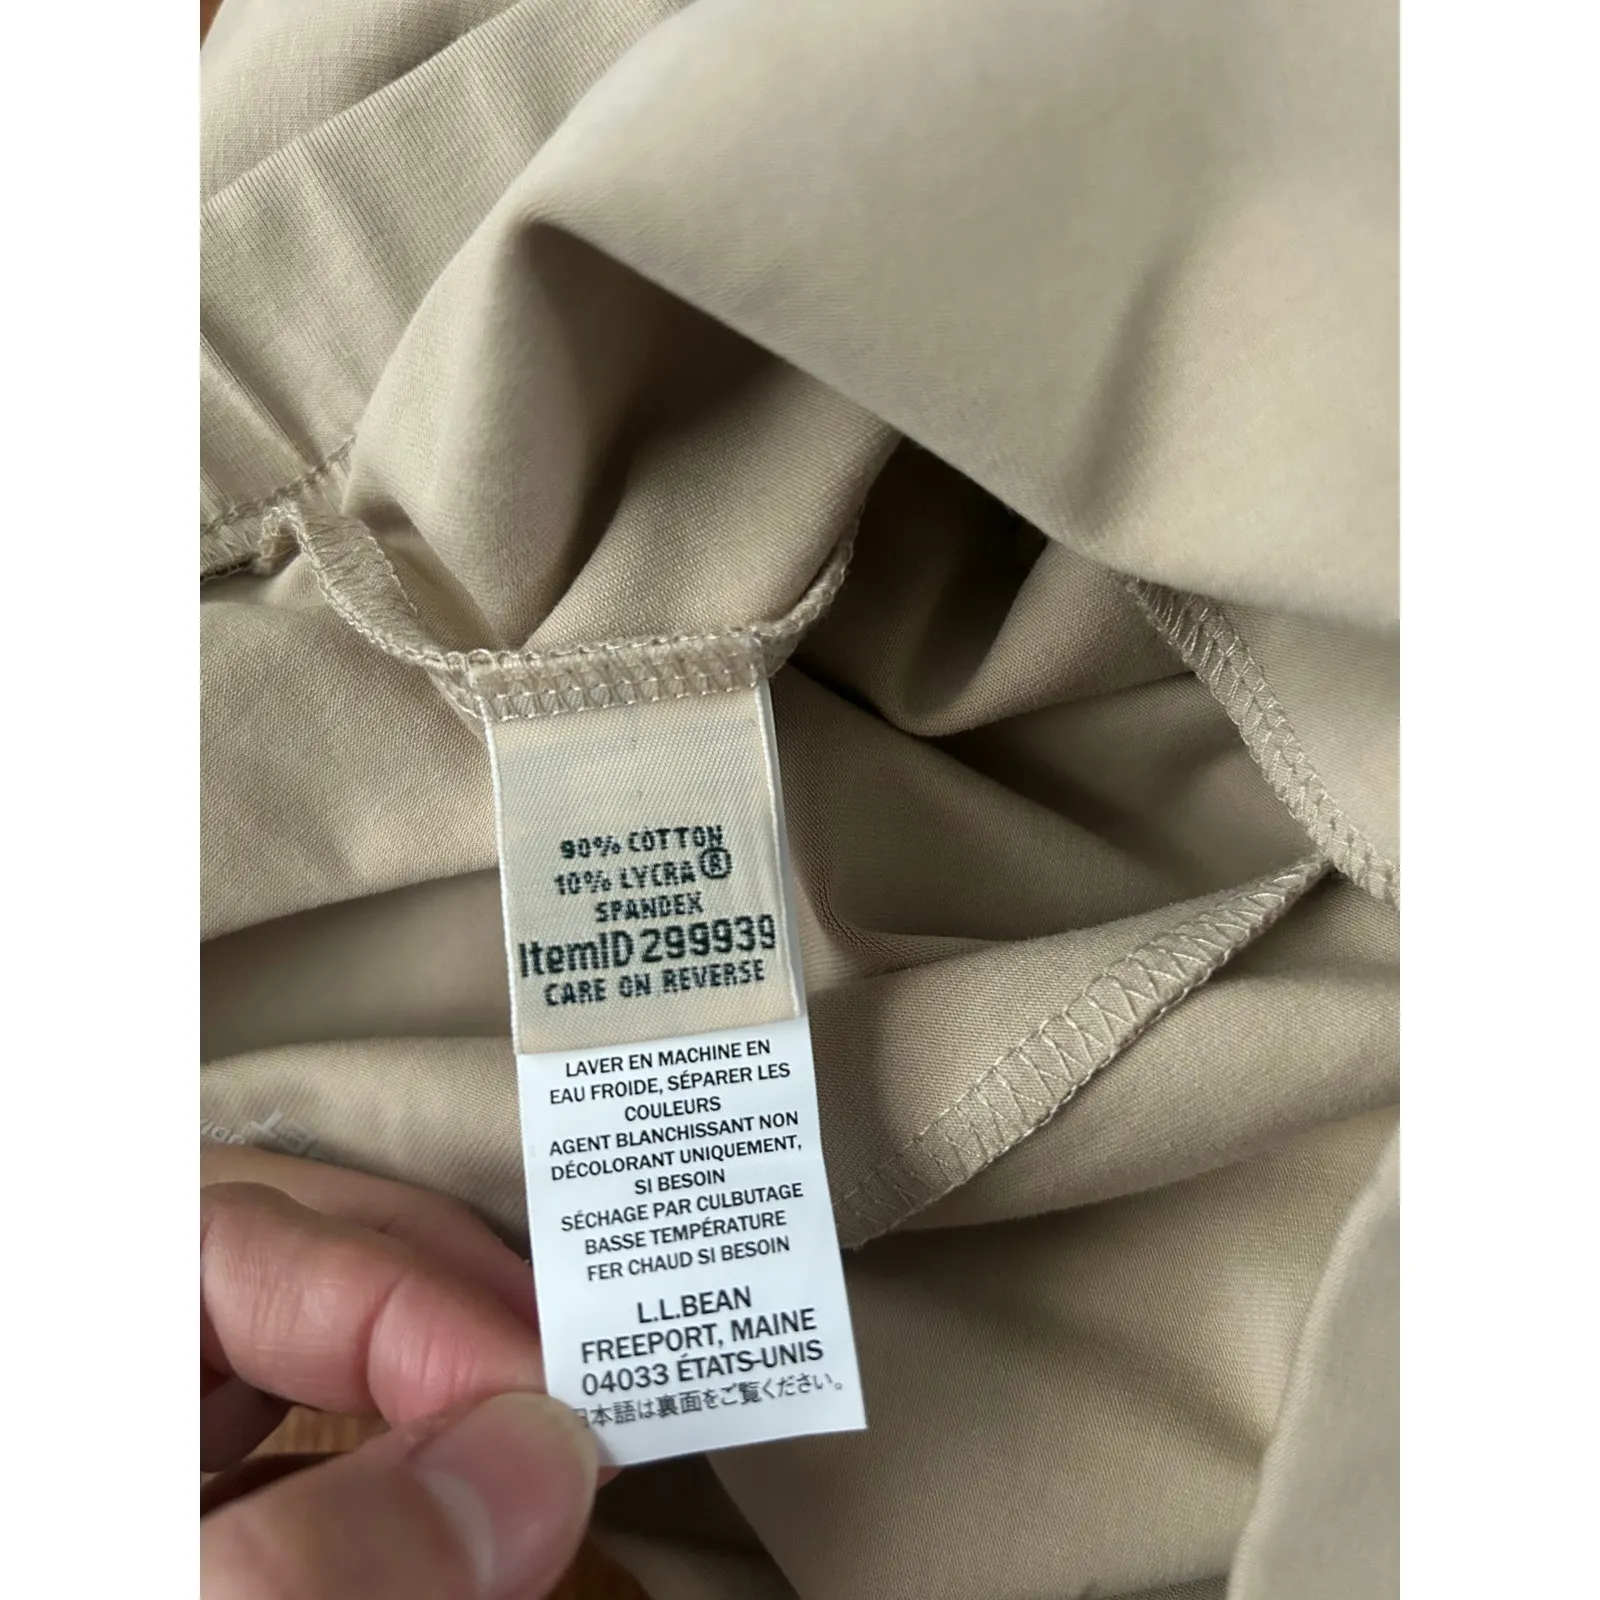 90% COTTON
10% LYCRA®
SPANDEX
ItemID 299939
CARE ON REVERSE
LAVER EN MACHINE EN
EAU FROIDE, SÉPARER LES
COULEURS
AGENT BLANCHISSANT NON
DÉCOLORANT UNIQUEMENT,
SI BESOIN
SÉCHAGE PAR CULBUTAGE
BASSE TEMPÉRATURE
FER CHAUD SI BESOIN
L.L.BEAN
FREEPORT, MAINE
04033 ÉTATS-UNIS
日本語は裏面をご覧ください。